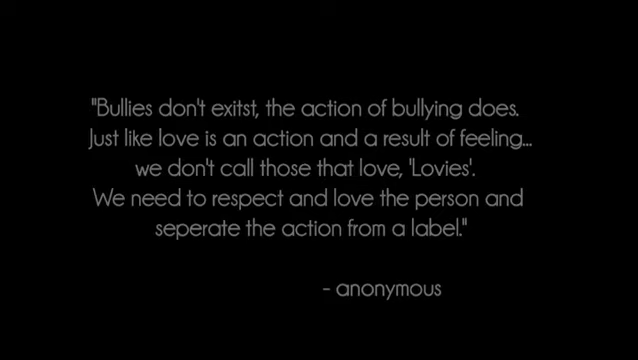 "Bullies don't exitst, the action of bullying does.
Just like love is an action and a result of feeling...
we don't call those that love, 'Lovies'.
We need to respect and love the person and
seperate the action from a label."
- anonymous